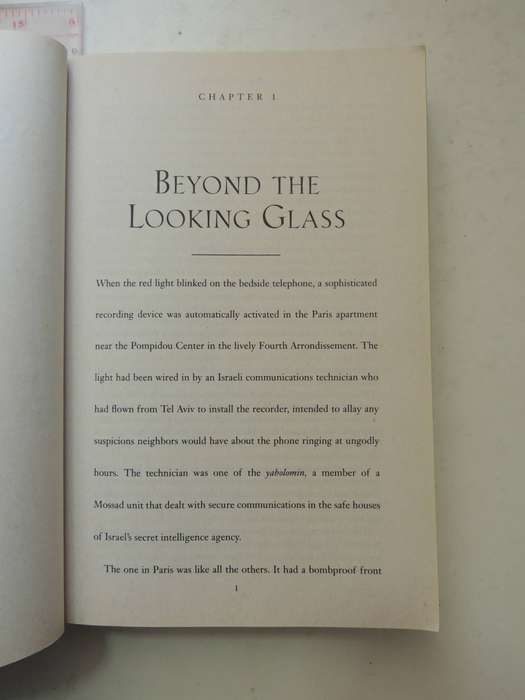 CHAPTER 1
BEYOND THE
LOOKING GLASS
When the red light blinked on the bedside telephone, a sophisticated
recording device was automatically activated in the Paris apartment
near the Pompidou Center in the lively Fourth Arrondissement. The
light had been wired in by an Israeli communications technician who
had flown from Tel Aviv to install the recorder, intended to allay any
suspicions neighbors would have about the phone ringing at ungodly
hours. The technician was one of the yaholomin, a member of a
Mossad unit that dealt with secure communications in the safe houses
of Israel's secret intelligence agency.
The one in Paris was like all the others. It had a bombproof front
1